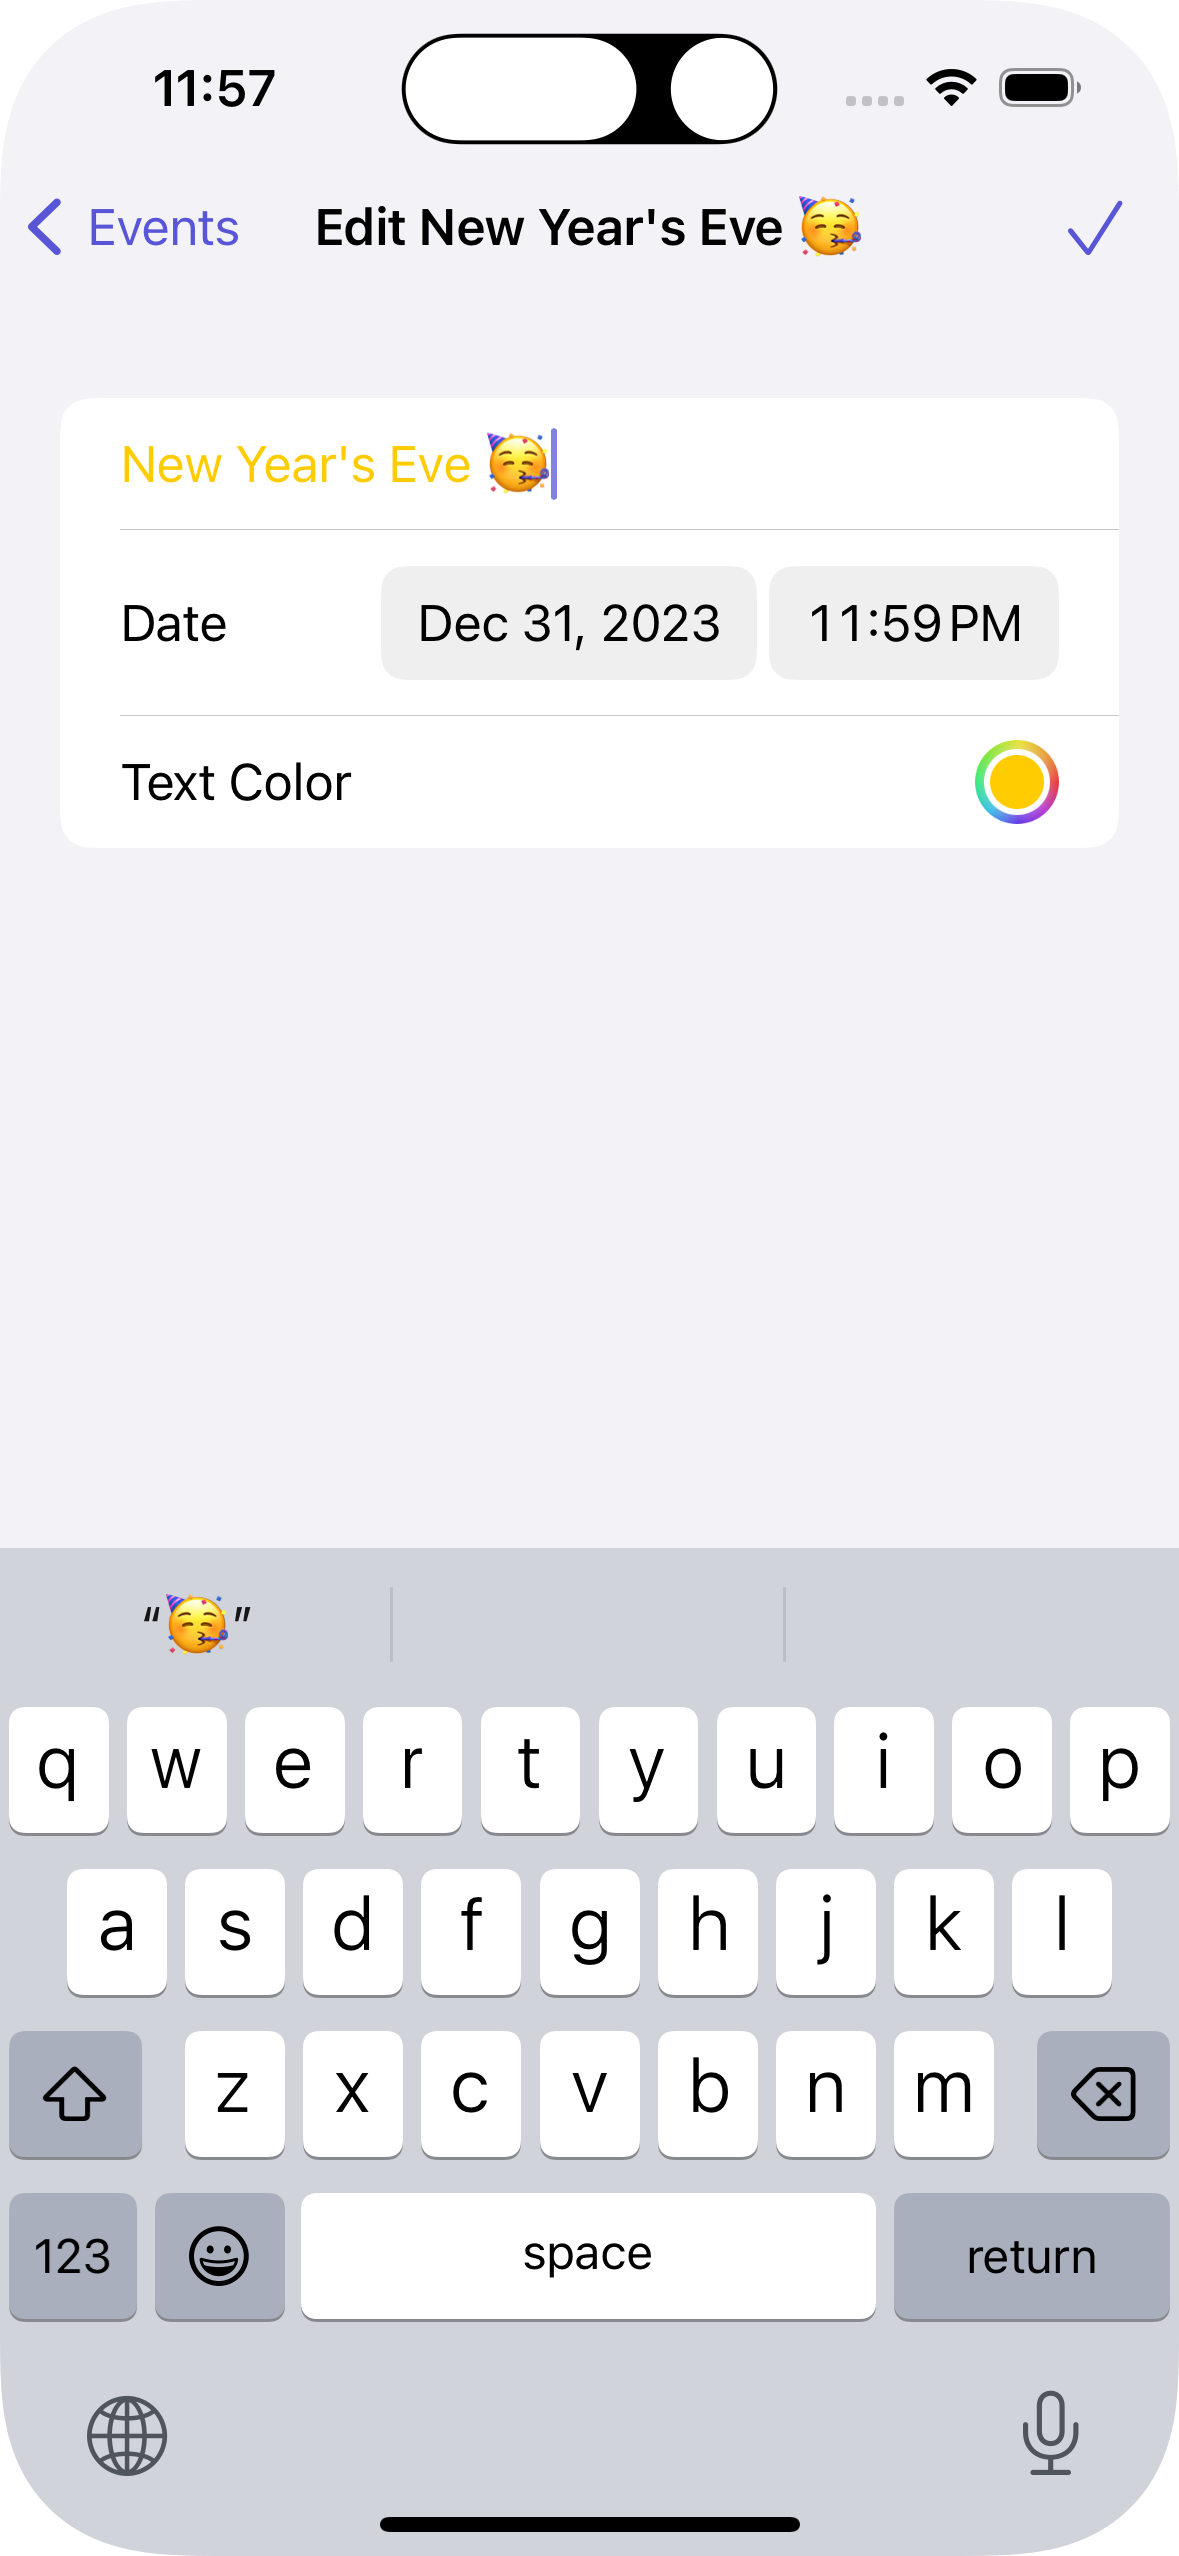 11:57
Events
Edit New Year's Eve 🥳
New Year's Eve 🥳
Date Dec 31, 2023 11:59 PM
Text Color
“🥳”
q w e r t y u i o p
a s d f g h j k l
z x c v b n m
123 space return